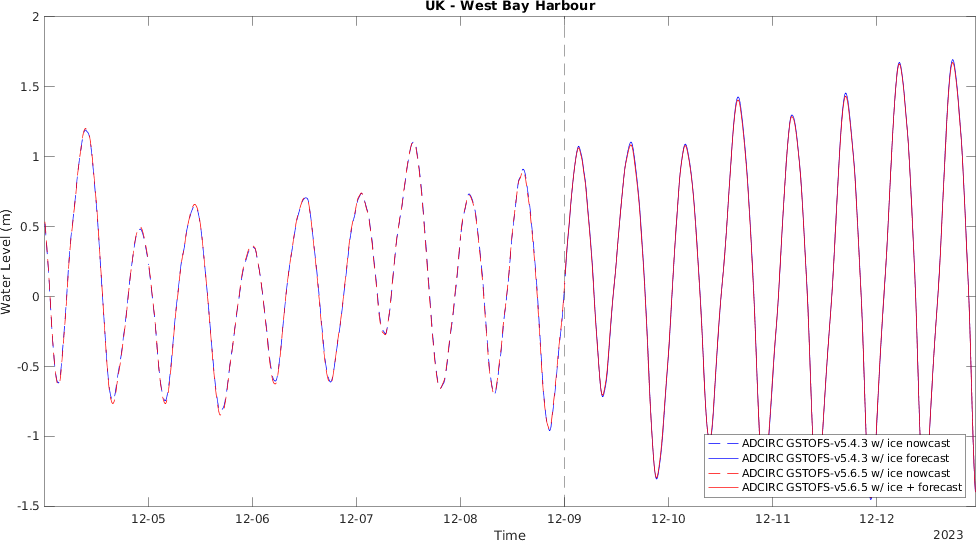 UK - West Bay Harbour
2
1.5
1
0.5
0
-0.5
-1
-1.5
Water Level (m)
12-05 12-06 12-07 12-08 12-09 12-10 12-11 12-12
Time
2023
ADCIRC GSTOFS-v5.4.3 w/ ice nowcast
ADCIRC GSTOFS-v5.4.3 w/ ice forecast
ADCIRC GSTOFS-v5.6.5 w/ ice nowcast
ADCIRC GSTOFS-v5.6.5 w/ ice + forecast